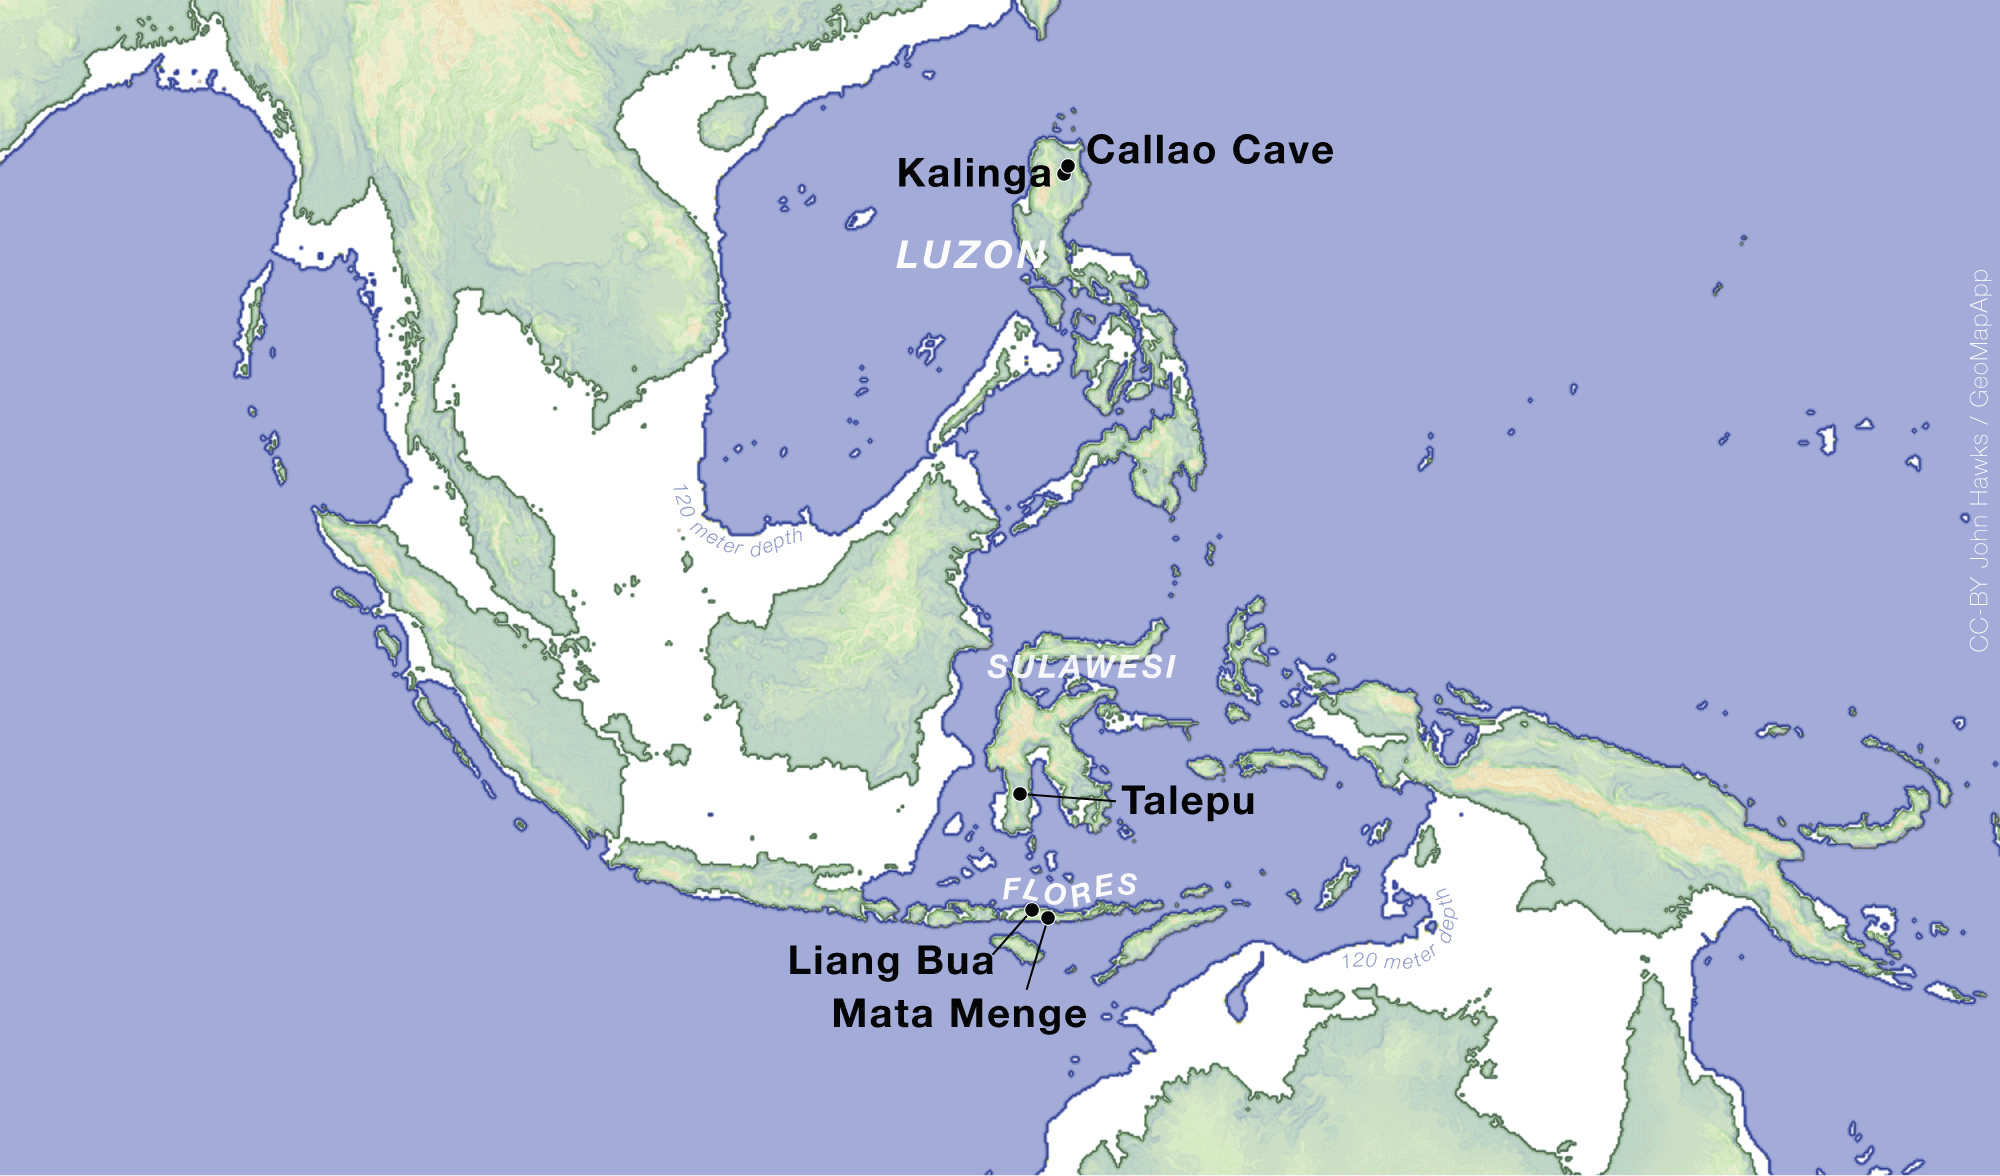 Callao Cave
Kalinga
LUZON
120 meter depth
SULAWESI
Talepu
FLORES
120 meter depth
Liang Bua
Mata Menge
CC-BY John Hawks / GeoMapApp